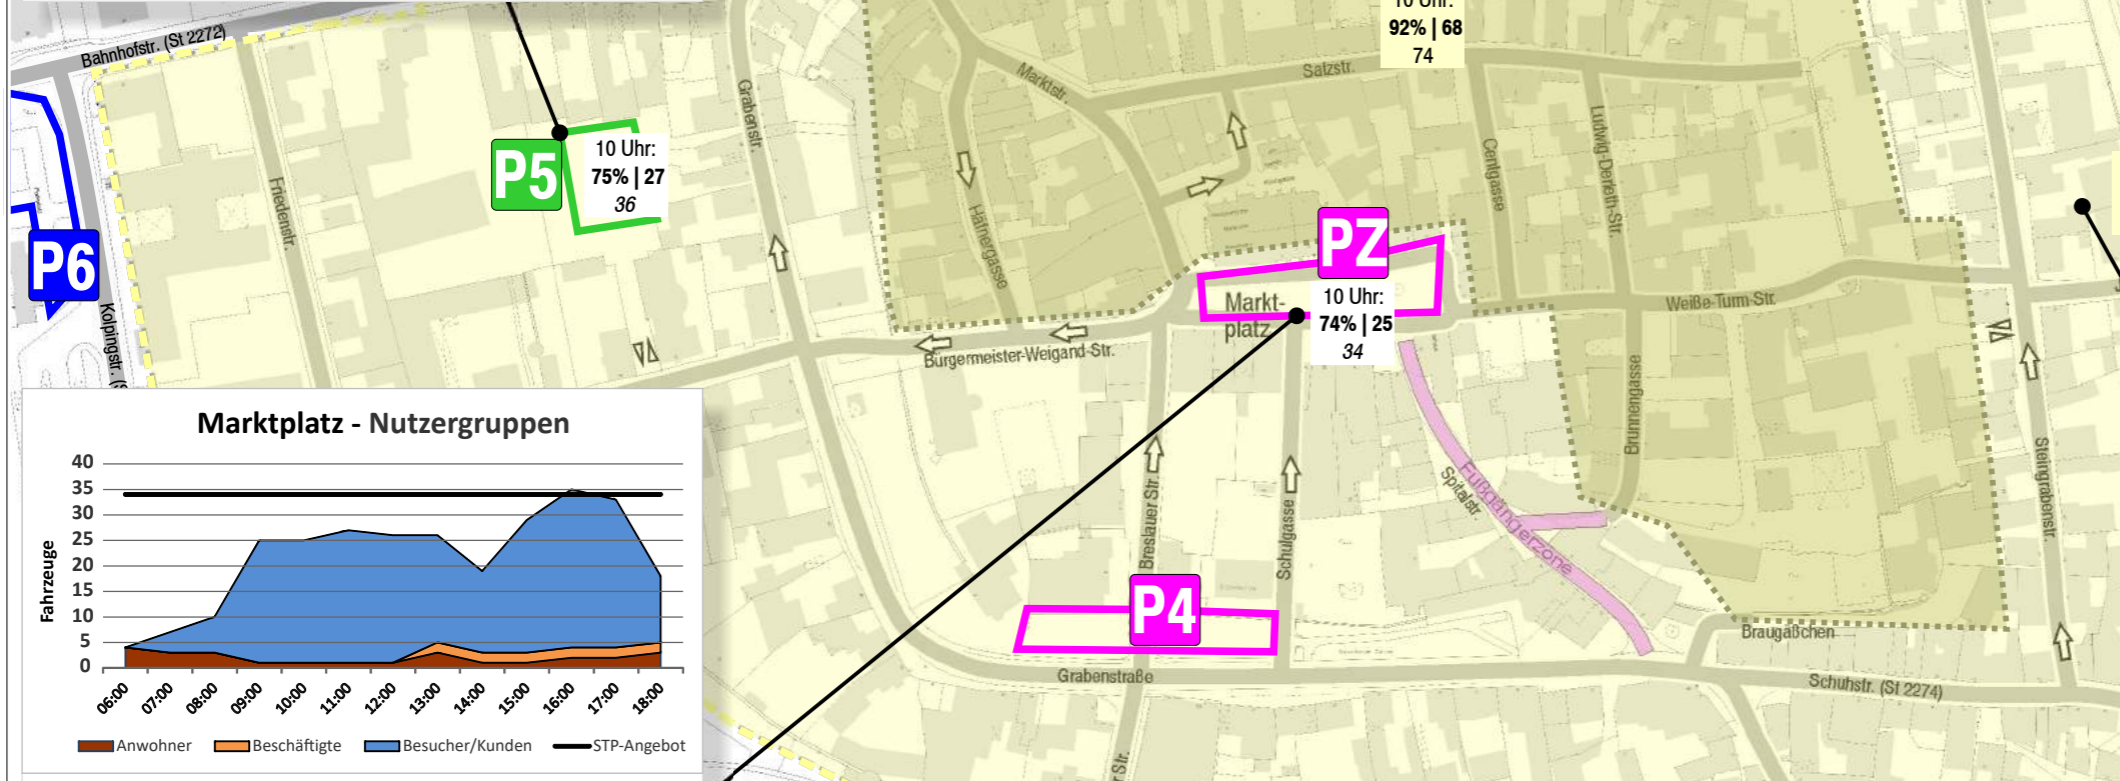 10 Uhr:
92% | 68
74
Bahnhofstr. (St 2272)
Marktstr.
Salzstr.
Grabenstr.
Ludwig-Derleth-Str.
Centgasse
P5
10 Uhr:
75% | 27
36
Friedenstr.
Häfnergasse
P6
PZ
Markt-
platz
10 Uhr:
74% | 25
34
Weiße-Turm-Str.
Kolpingstr. (S
Bürgermeister-Weigand-Str.
Brunnengasse
Steingrabenstr.
Breslauer Str.
Schulgasse
Spitalstr.
Fußgängerzone
P4
Braugäßchen
Grabenstraße
Schuhstr. (St 2274)
r Str.
Marktplatz - Nutzergruppen
Fahrzeuge
40
35
30
25
20
15
10
5
0
06:00 07:00 08:00 09:00 10:00 11:00 12:00 13:00 14:00 15:00 16:00 17:00 18:00
Anwohner Beschäftigte Besucher/Kunden STP-Angebot